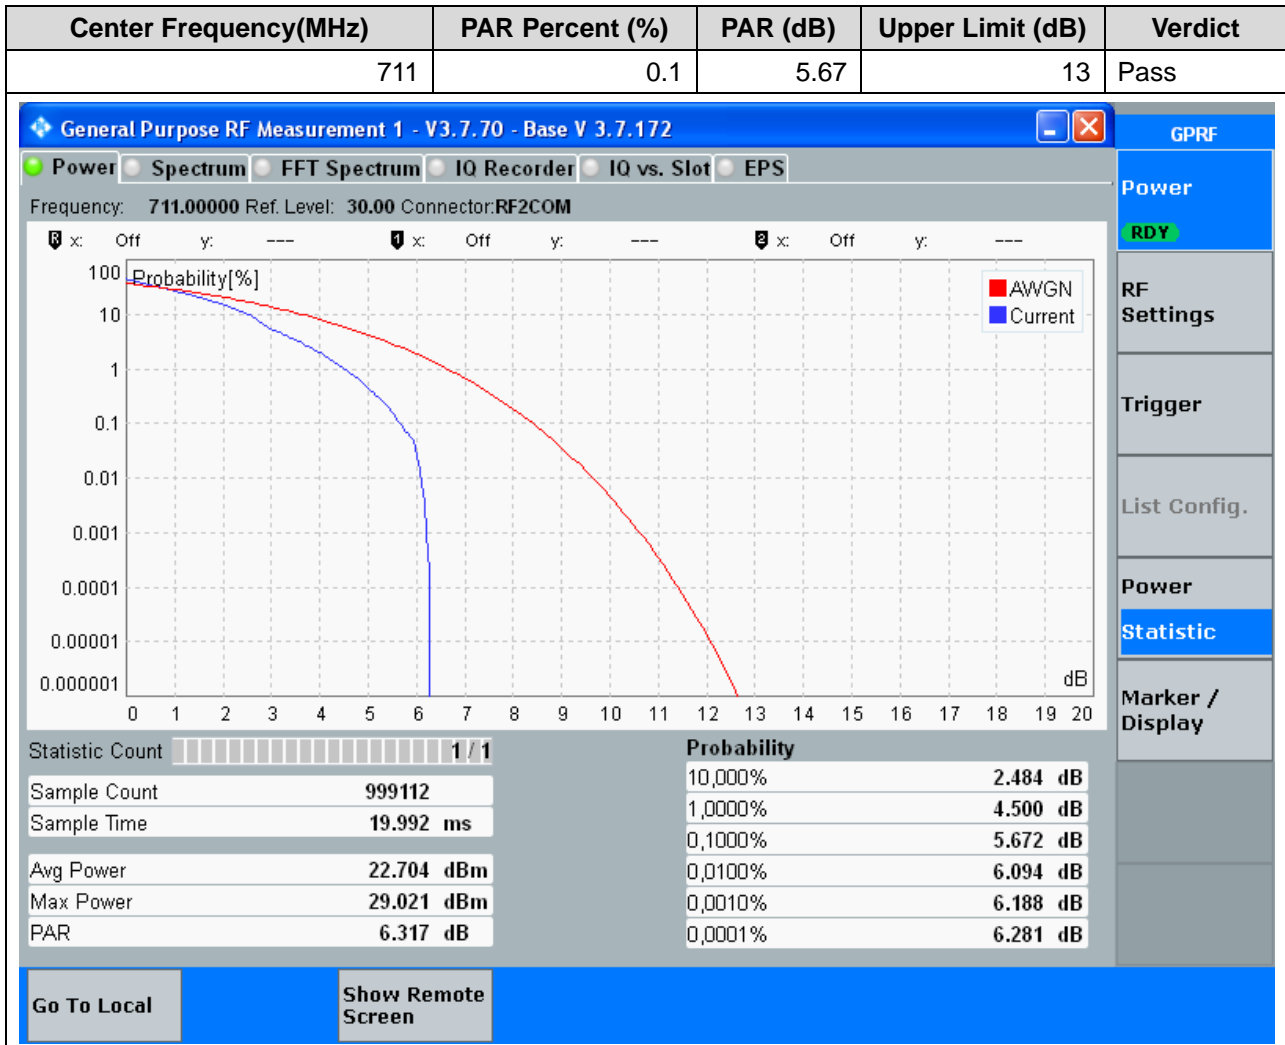 Center Frequency(MHz) PAR Percent (%) PAR (dB) Upper Limit (dB) Verdict
711 0.1 5.67 13 Pass
General Purpose RF Measurement 1 - V3.7.70 - Base V 3.7.172
GPRF
Power Spectrum FFT Spectrum IQ Recorder IQ vs. Slot EPS
Power
RDY
Frequency: 711.00000 Ref. Level: 30.00 Connector:RF2COM
R x: Off y: --- 1 x: Off y: --- 2 x: Off y: ---
Probability[%]
100
10
1
0.1
0.01
0.001
0.0001
0.00001
0.000001
AWGN
Current
dB
0 1 2 3 4 5 6 7 8 9 10 11 12 13 14 15 16 17 18 19 20
RF
Settings
Trigger
List Config.
Power
Statistic
Marker /
Display
Statistic Count 1 / 1
Sample Count 999112
Sample Time 19.992 ms
Avg Power 22.704 dBm
Max Power 29.021 dBm
PAR 6.317 dB
Probability
10,000% 2.484 dB
1,0000% 4.500 dB
0,1000% 5.672 dB
0,0100% 6.094 dB
0,0010% 6.188 dB
0,0001% 6.281 dB
Go To Local
Show Remote
Screen